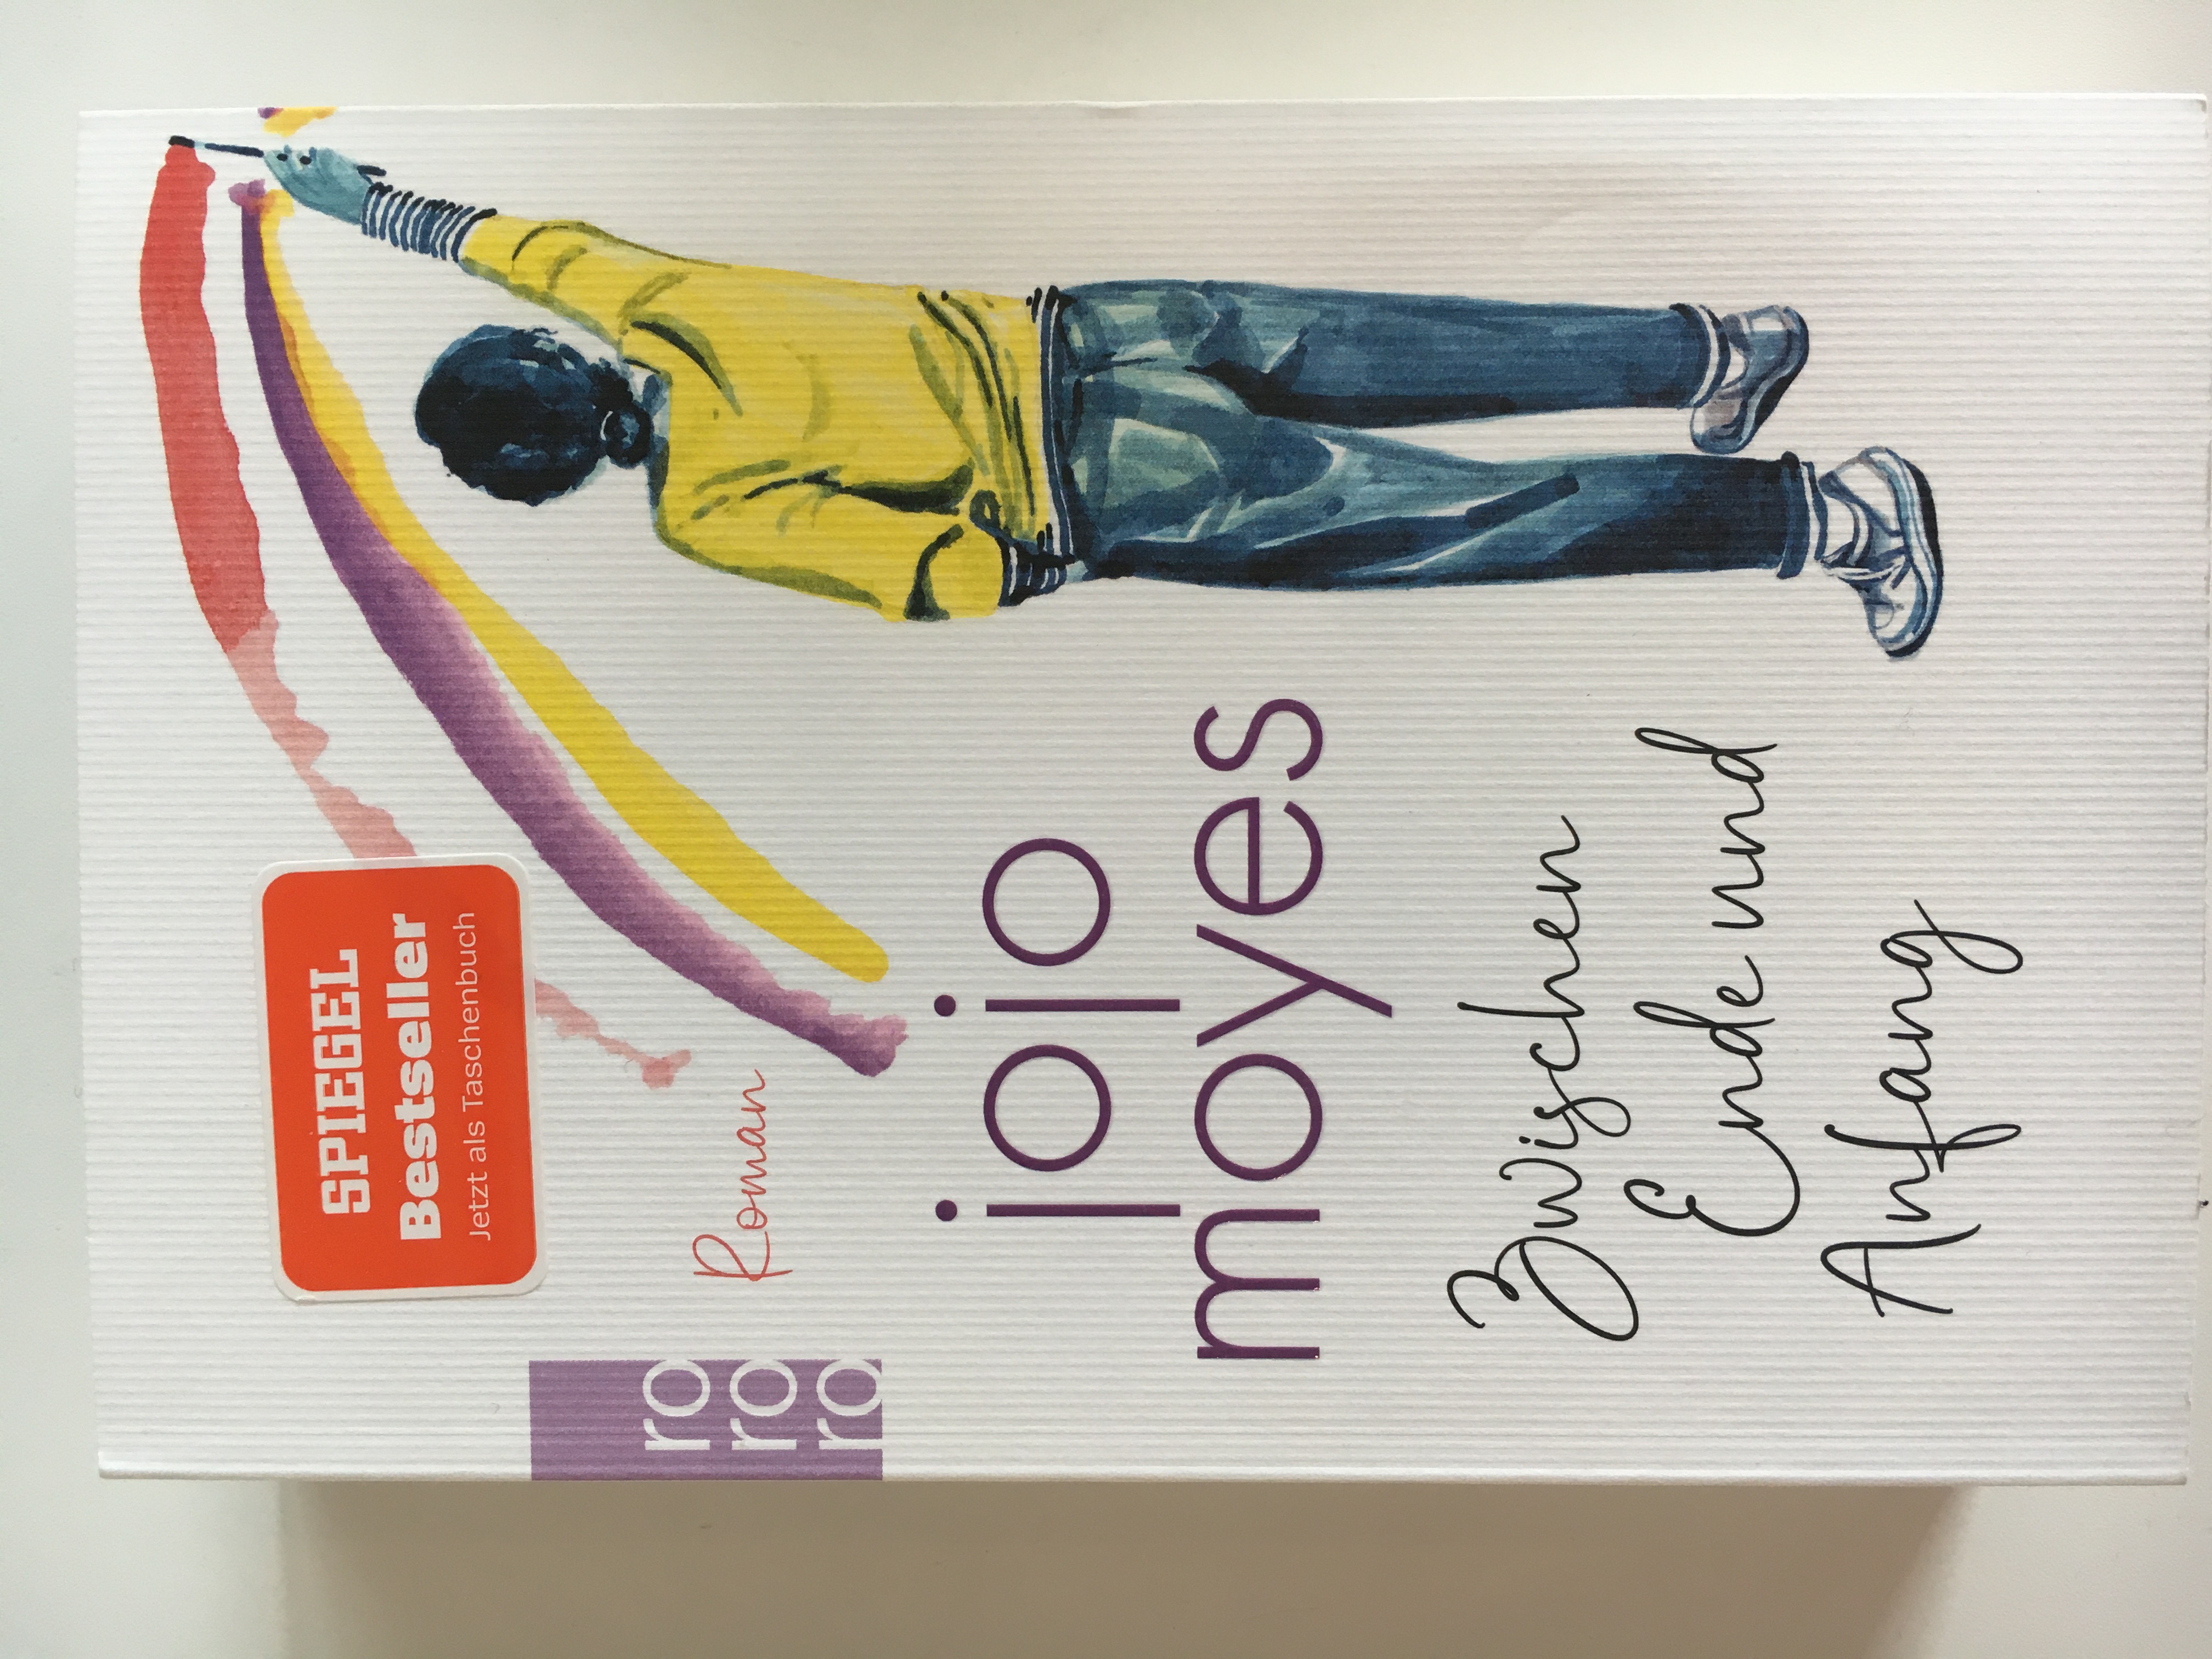 SPIEGEL
Bestseller
Jetzt als Taschenbuch
Roman
ro
ro
ro
jojo
moyes
Zwischen
Ende und
Anfang